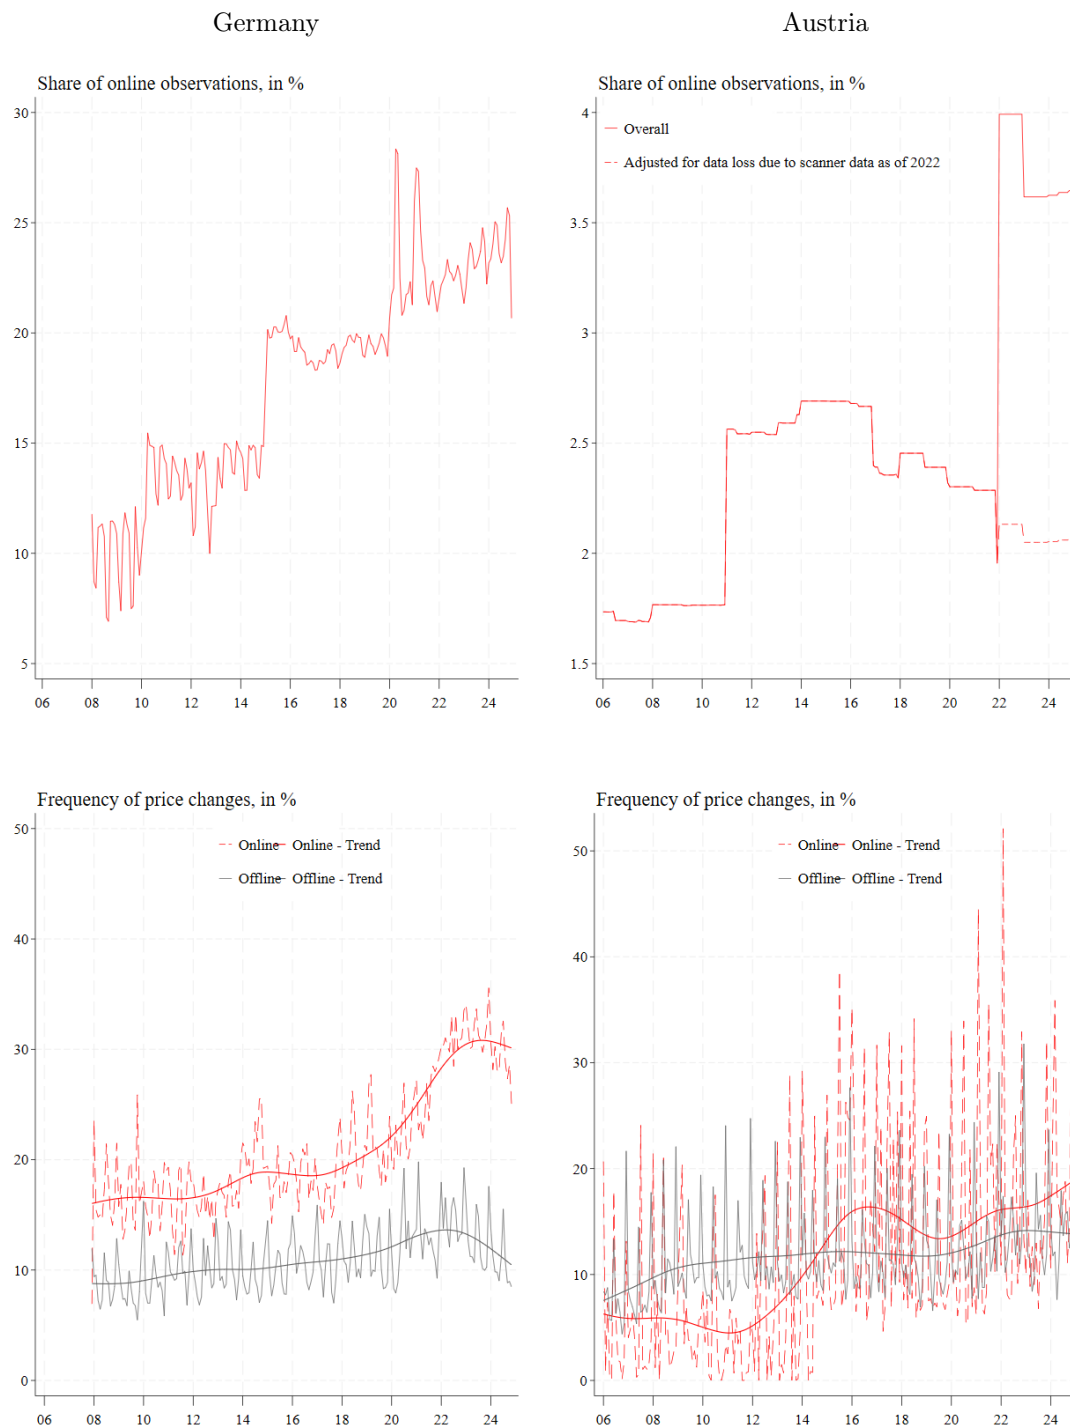 Germany
Austria
Share of online observations, in %
30
25
20
15
10
5
06 08 10 12 14 16 18 20 22 24
Share of online observations, in %
Overall
Adjusted for data loss due to scanner data as of 2022
4
3.5
3
2.5
2
1.5
06 08 10 12 14 16 18 20 22 24
Frequency of price changes, in %
Online Online - Trend
Offline Offline - Trend
50
40
30
20
10
0
06 08 10 12 14 16 18 20 22 24
Frequency of price changes, in %
Online Online - Trend
Offline Offline - Trend
50
40
30
20
10
0
06 08 10 12 14 16 18 20 22 24